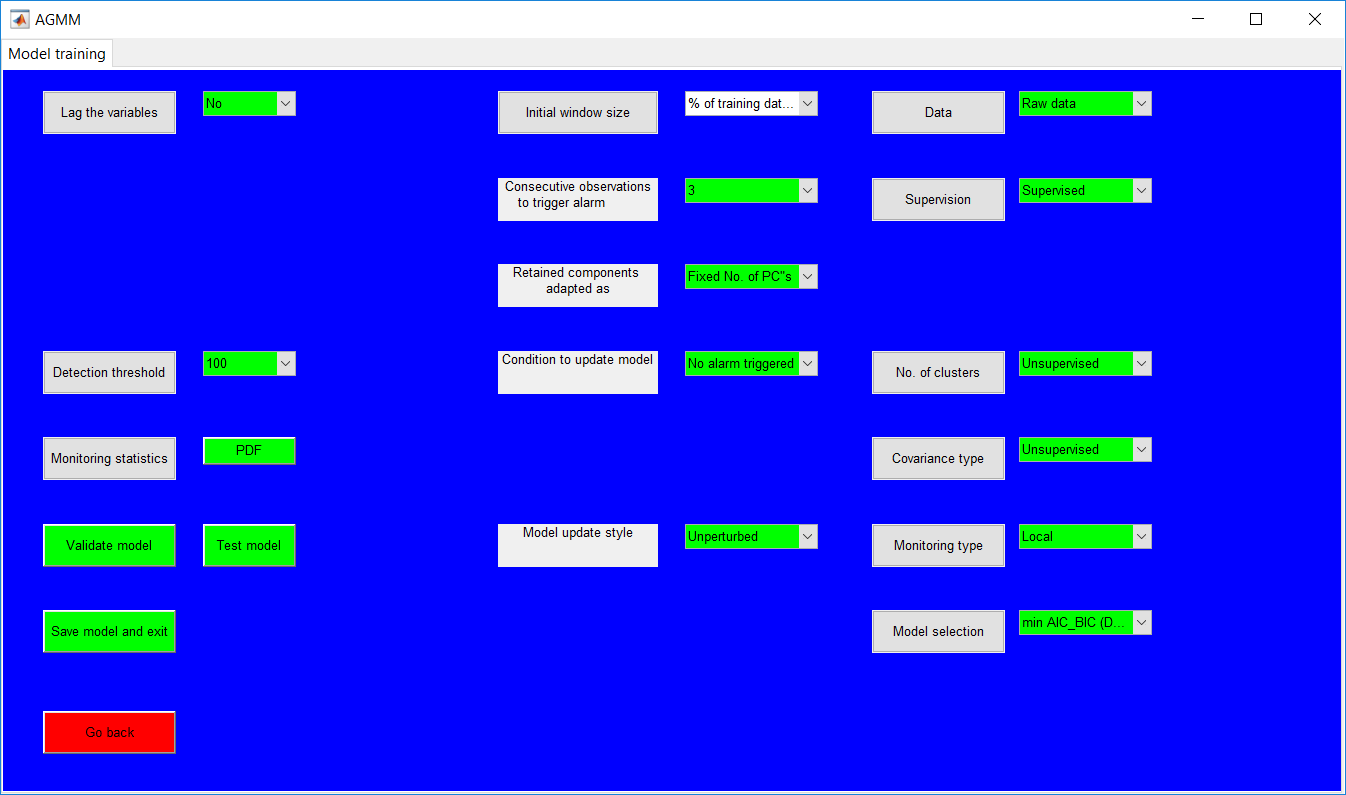 AGMM
Model training
Lag the variables
No
Initial window size
% of training dat...
Data
Raw data
Consecutive observations
to trigger alarm
3
Supervision
Supervised
Retained components
adapted as
Fixed No. of PC"s
Detection threshold
100
Condition to update model
No alarm triggered
No. of clusters
Unsupervised
Monitoring statistics
PDF
Covariance type
Unsupervised
Validate model
Test model
Model update style
Unperturbed
Monitoring type
Local
Save model and exit
Model selection
min AIC_BIC (D...
Go back